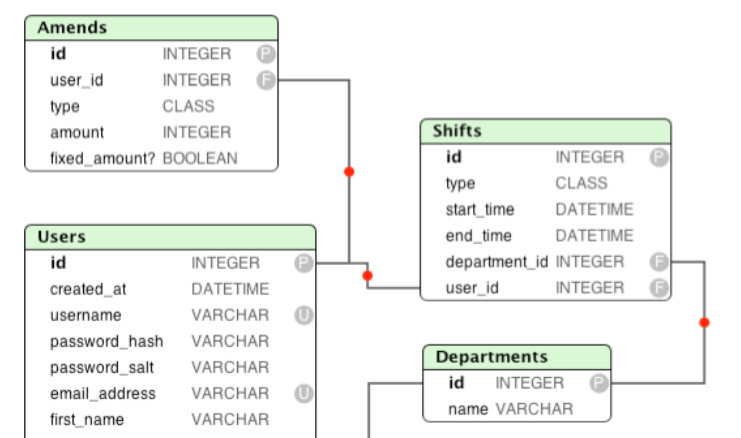 Amends
id INTEGER P
user_id INTEGER F
type CLASS
amount INTEGER
fixed_amount? BOOLEAN
Users
id INTEGER P
created_at DATETIME
username VARCHAR U
password_hash VARCHAR
password_salt VARCHAR
email_address VARCHAR U
first_name VARCHAR
Shifts
id INTEGER P
type CLASS
start_time DATETIME
end_time DATETIME
department_id INTEGER F
user_id INTEGER F
Departments
id INTEGER P
name VARCHAR